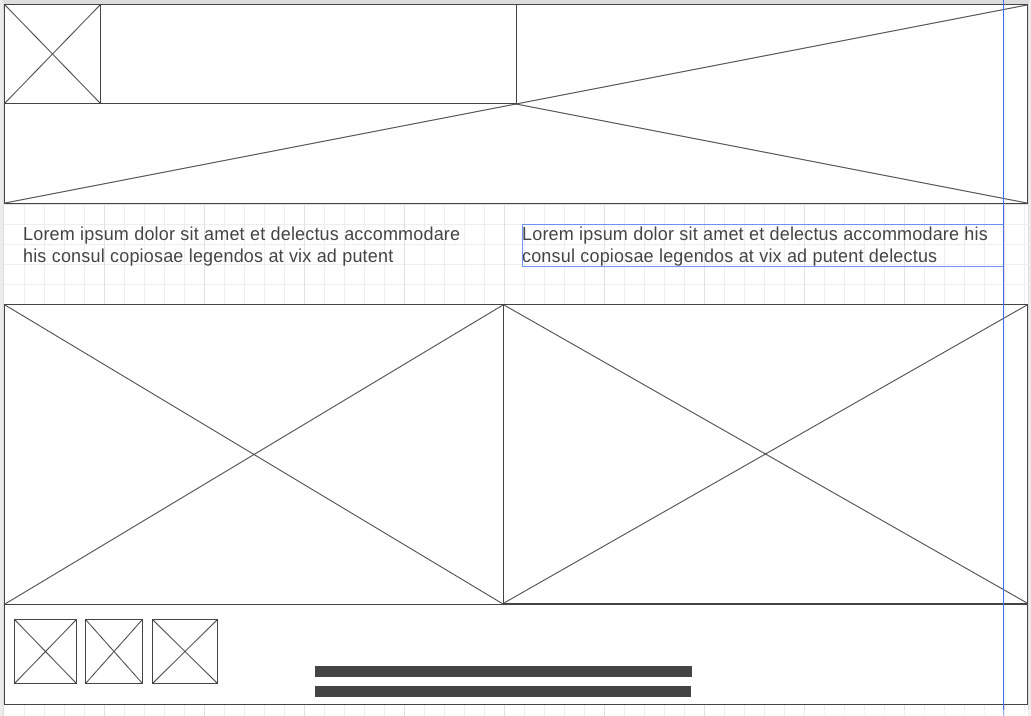 Lorem ipsum dolor sit amet et delectus accommodare
his consul copiosae legendos at vix ad putent
Lorem ipsum dolor sit amet et delectus accommodare his
consul copiosae legendos at vix ad putent delectus